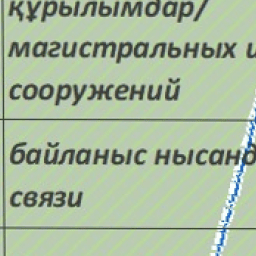 құрылымдар/
магистральных и
сооружений
байланыс нысанд
связи